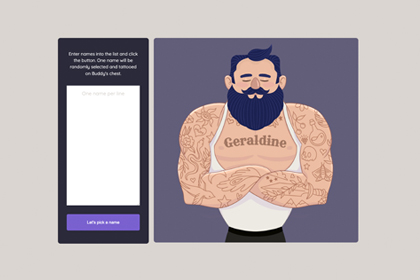 Enter names into the list and click
the button. One name will be
randomly selected and tattooed
on Buddy's chest.
One name per line
Let's pick a name
Geraldine